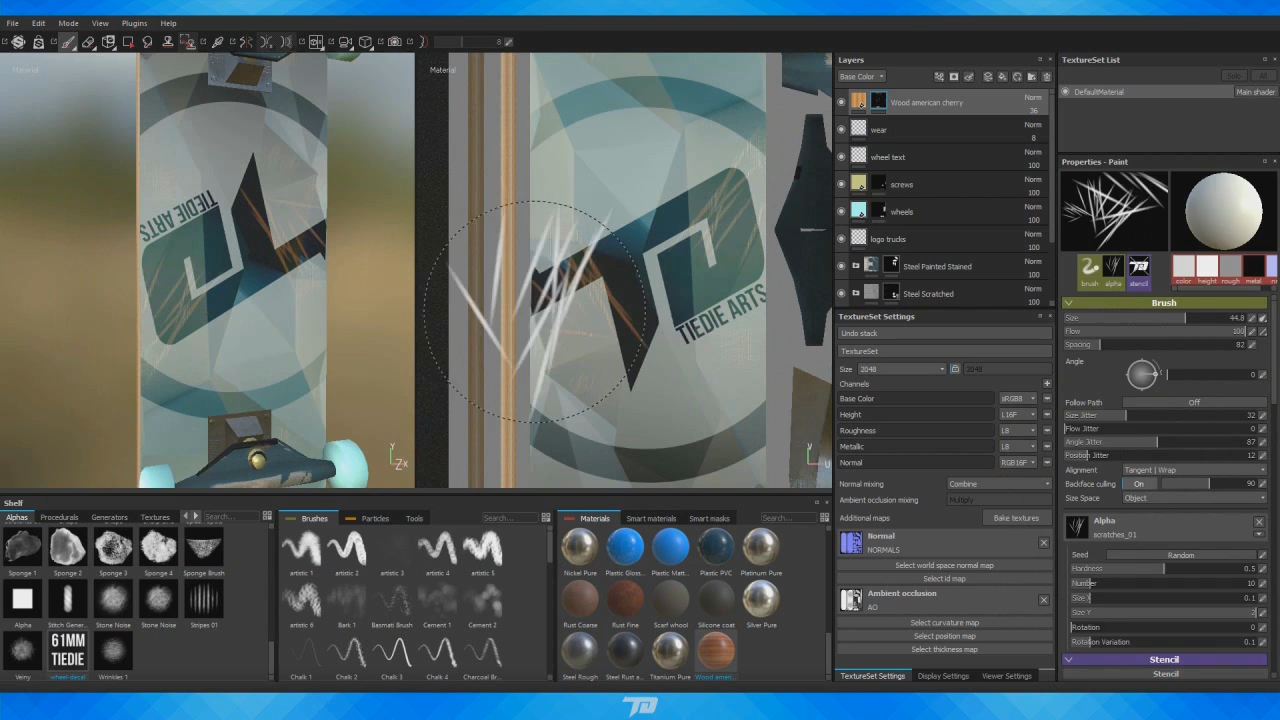 File Edit Mode View Plugins Help
8
Material
Material
TIEDIE ARTS
TIEDIE ARTS
Y
Zx
y
U
Layers
Base Color
Wood american cherry Norm 36
wear Norm 8
wheel text Norm 100
screws Norm 100
wheels Norm 100
logo trucks Norm 100
Steel Painted Stained Norm 100
Steel Scratched Norm 100
TextureSet Settings
Undo stack
TextureSet
Size 2048 2048
Channels
Base Color sRGB8
Height L16F
Roughness L8
Metallic L8
Normal RGB16F
Normal mixing Combine
Ambient occlusion mixing Multiply
Additional maps Bake textures
Normal
NORMALS
Select world space normal map
Select id map
Ambient occlusion
AO
Select curvature map
Select position map
Select thickness map
TextureSet Settings Display Settings Viewer Settings
TextureSet List
Solo All
DefaultMaterial Main shader
Properties - Paint
brush alpha stencil
color height rough metal
Brush
Size 44.8
Flow 100
Spacing 82
Angle
0
Follow Path Off
Size Jitter 32
Flow Jitter 0
Angle Jitter 87
Position Jitter 12
Alignment Tangent | Wrap
Backface culling On 90
Size Space Object
Alpha
scratches_01
Seed Random
Hardness 0.5
Number 10
Size X 0.1
Size Y 2
Rotation 0
Rotation Variation 0.1
Stencil
Stencil
Shelf
Alphas Procedurals Generators Textures Search...
Sponge 1 Sponge 2 Sponge 3 Sponge 4 Sponge Brush
Alpha Stitch Gener... Stone Noise Stone Noise Stripes 01
61MM
TIEDIE
Veiny wheel-decal Wrinkles 1
Brushes Particles Tools Search...
artistic 1 artistic 2 artistic 3 artistic 4 artistic 5
artistic 6 Bark 1 Basmati Brush Cement 1 Cement 2
Chalk 1 Chalk 2 Chalk 3 Chalk 4 Charcoal Br...
Materials Smart materials Smart masks Search...
Nickel Pure Plastic Gloss... Plastic Matt... Plastic PVC Platinum Pure
Rust Coarse Rust Fine Scarf wool Silicone coat Silver Pure
Steel Rough Steel Rust a... Titanium Pure Wood ameri...